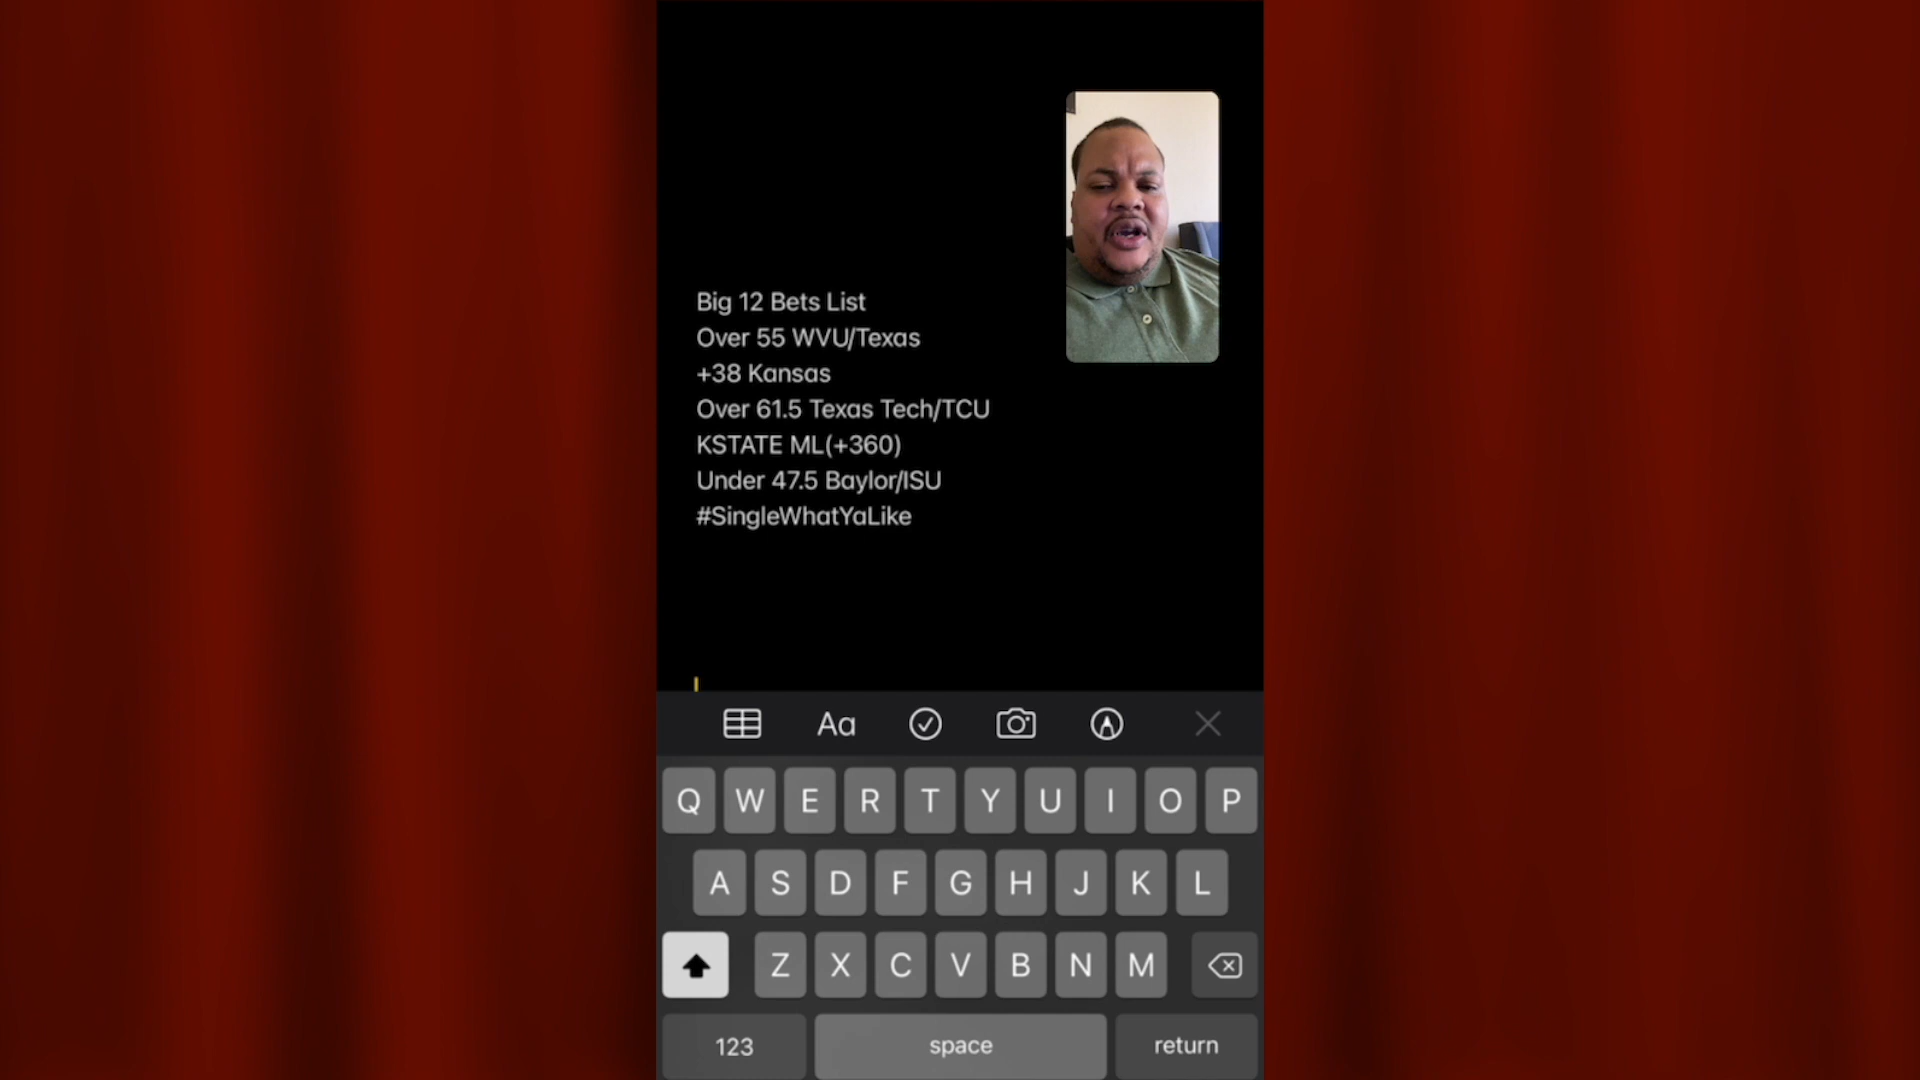 Big 12 Bets List
Over 55 WVU/Texas
+38 Kansas
Over 61.5 Texas Tech/TCU
KSTATE ML(+360)
Under 47.5 Baylor/ISU
#SingleWhatYaLike
Aa
Q W E R T Y U I O P
A S D F G H J K L
Z X C V B N M
123 space return